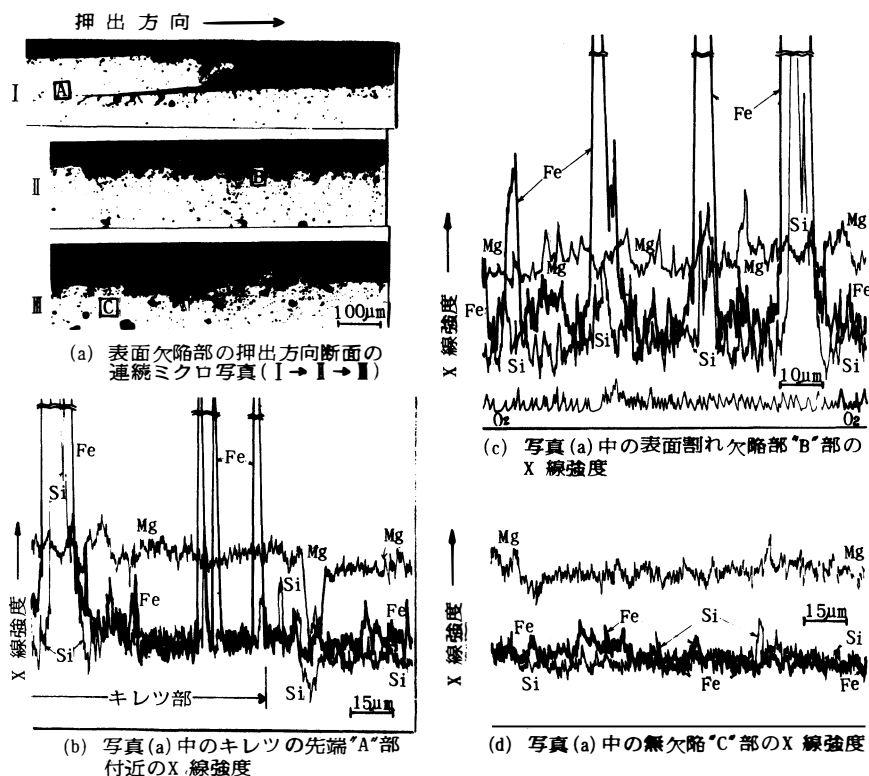 押出方向
Ⅰ
A
Ⅱ
B
Ⅲ
C
100μm
(a) 表面欠陥部の押出方向断面の
連続ミクロ写真(Ⅰ→Ⅱ→Ⅲ)
X 線強度
Fe
Si
Mg
Fe
Fe
Si
Mg
Si
Fe
Si
キレツ部
15μm
(b) 写真(a)中のキレツの先端"A"部
付近のX線強度
X 線強度
Fe
Fe
Mg
Mg
Mg
Mg
Si
Mg
Fe
Fe
Si
Si
Si
Si
10μm
O₂
O₂
(c) 写真(a)中の表面割れ欠陥部"B"部の
X 線強度
X 線強度
Mg
Mg
15μm
Fe
Fe
Si
Si
Si
Fe
Fe
(d) 写真(a)中の無欠陥"C"部のX 線強度